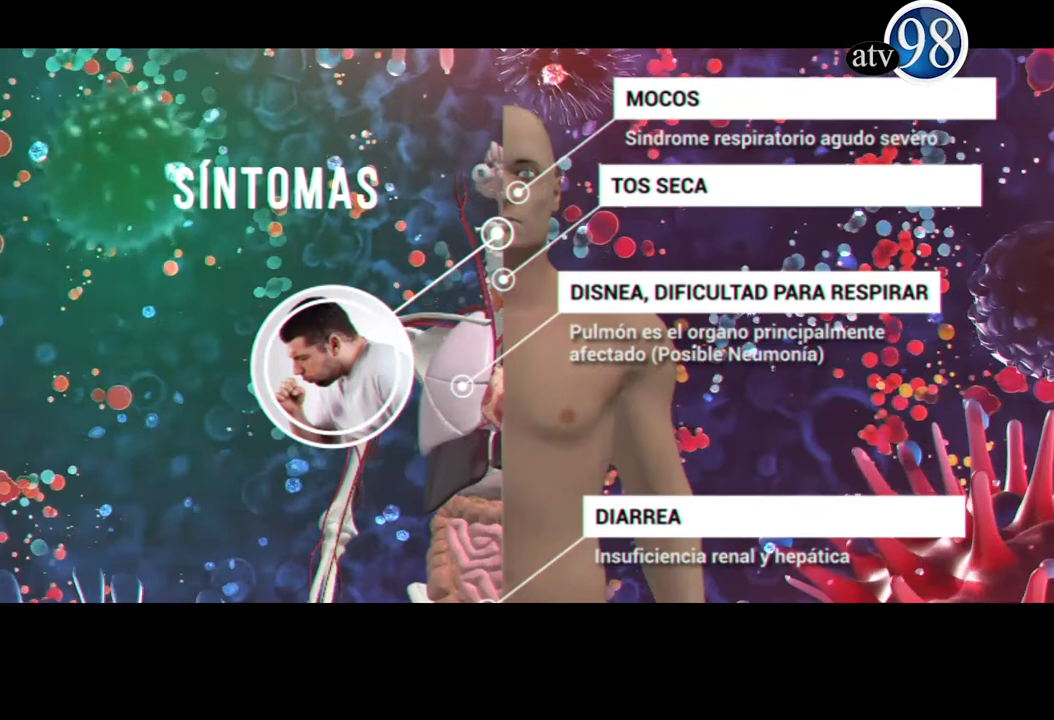 atv 98
MOCOS
Síndrome respiratorio agudo severo
SÍNTOMAS
TOS SECA
DISNEA, DIFICULTAD PARA RESPIRAR
Pulmón es el organo principalmente
afectado (Posible Neumonía)
DIARREA
Insuficiencia renal y hepática